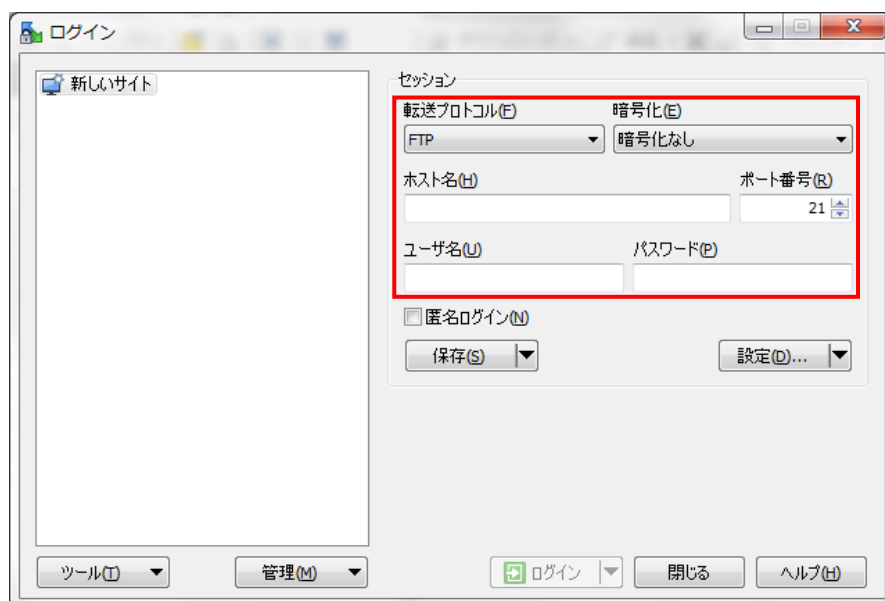 ログイン
新しいサイト
セッション
転送プロトコル(F) 暗号化(E)
FTP 暗号化なし
ホスト名(H) ポート番号(R)
21
ユーザ名(U) パスワード(P)
匿名ログイン(N)
保存(S) 設定(D)...
ツール(T) 管理(M) ログイン 閉じる ヘルプ(H)